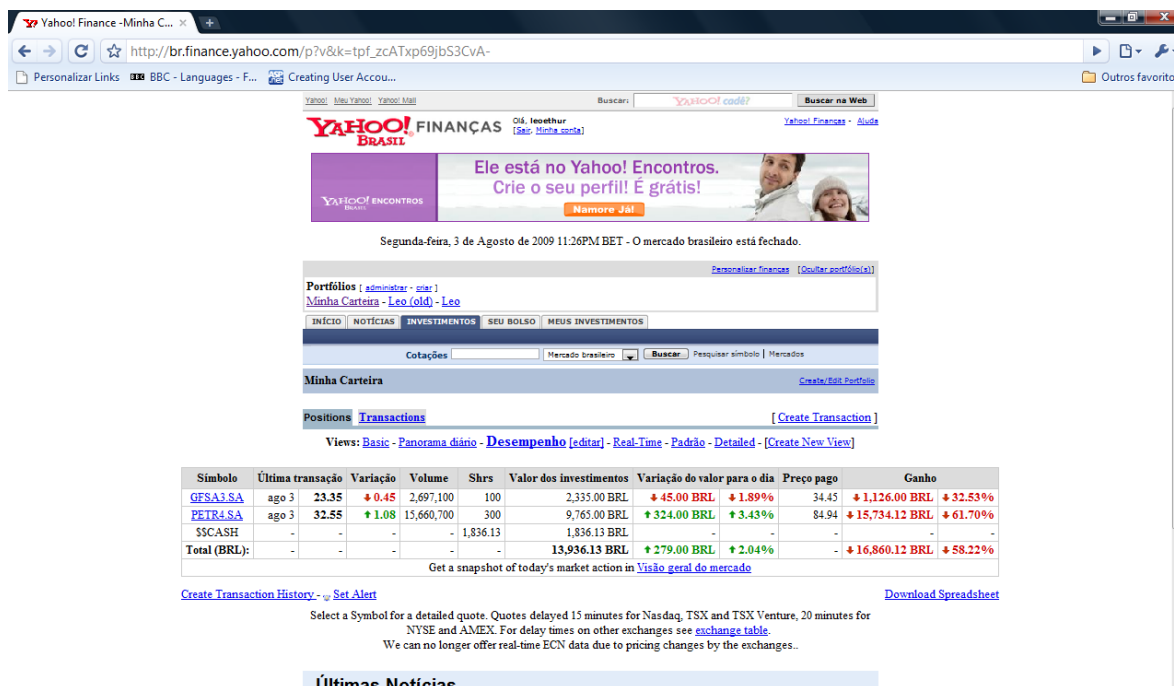 Yahoo! Finance -Minha C...
http://br.finance.yahoo.com/p?v&k=tpf_zcATxp69jbS3CvA-
Personalizar Links BBC BBC - Languages - F... Creating User Accou... Outros favorito
Yahoo! Meu Yahoo! Yahoo! Mail Buscar: YAHOO! cadê? Buscar na Web
YAHOO! BRASIL FINANÇAS Olá, leoethur
[Sair, Minha conta] Yahoo! Finanças - Ajuda
Ele está no Yahoo! Encontros.
Crie o seu perfil! É grátis!
YAHOO! ENCONTROS
BRASIL
Namore Já!
Segunda-feira, 3 de Agosto de 2009 11:26PM BET - O mercado brasileiro está fechado.
Personalizar finanças [Ocultar portfólio(s)]
Portfólios [ administrar - criar ]
Minha Carteira - Leo (old) - Leo
INÍCIO NOTÍCIAS INVESTIMENTOS SEU BOLSO MEUS INVESTIMENTOS
Cotações Mercado brasileiro Buscar Pesquisar símbolo | Mercados
Minha Carteira Create/Edit Portfolio
Positions Transactions [ Create Transaction ]
Views: Basic - Panorama diário - Desempenho [editar] - Real-Time - Padrão - Detailed - [Create New View]
Símbolo Última transação Variação Volume Shrs Valor dos investimentos Variação do valor para o dia Preço pago Ganho
GFSA3.SA ago 3 23.35 0.45 2,697,100 100 2,335.00 BRL 45.00 BRL 1.89% 34.45 1,126.00 BRL 32.53%
PETR4.SA ago 3 32.55 1.08 15,660,700 300 9,765.00 BRL 324.00 BRL 3.43% 84.94 15,734.12 BRL 61.70%
$$CASH - - - - 1,836.13 1,836.13 BRL - - - - -
Total (BRL): - - - - - 13,936.13 BRL 279.00 BRL 2.04% - 16,860.12 BRL 58.22%
Get a snapshot of today's market action in Visão geral do mercado
Create Transaction History - Set Alert Download Spreadsheet
Select a Symbol for a detailed quote. Quotes delayed 15 minutes for Nasdaq, TSX and TSX Venture, 20 minutes for
NYSE and AMEX. For delay times on other exchanges see exchange table.
We can no longer offer real-time ECN data due to pricing changes by the exchanges..
Últimas Notícias